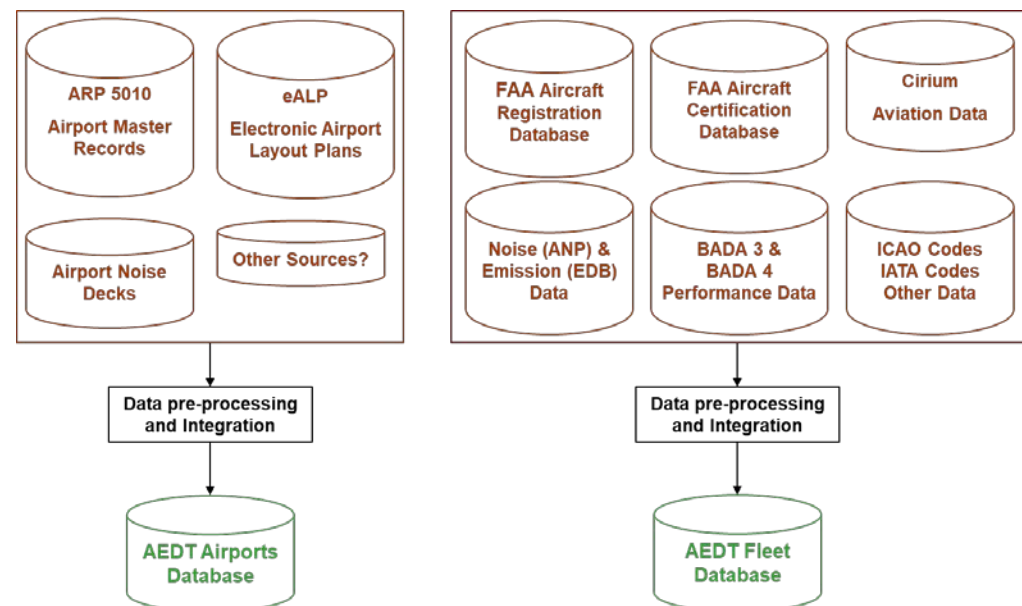 ARP 5010
Airport Master
Records
eALP
Electronic Airport
Layout Plans
Airport Noise
Decks
Other Sources?
Data pre-processing
and Integration
AEDT Airports
Database
FAA Aircraft
Registration
Database
FAA Aircraft
Certification
Database
Cirium
Aviation Data
Noise (ANP) &
Emission (EDB)
Data
BADA 3 &
BADA 4
Performance Data
ICAO Codes
IATA Codes
Other Data
Data pre-processing
and Integration
AEDT Fleet
Database